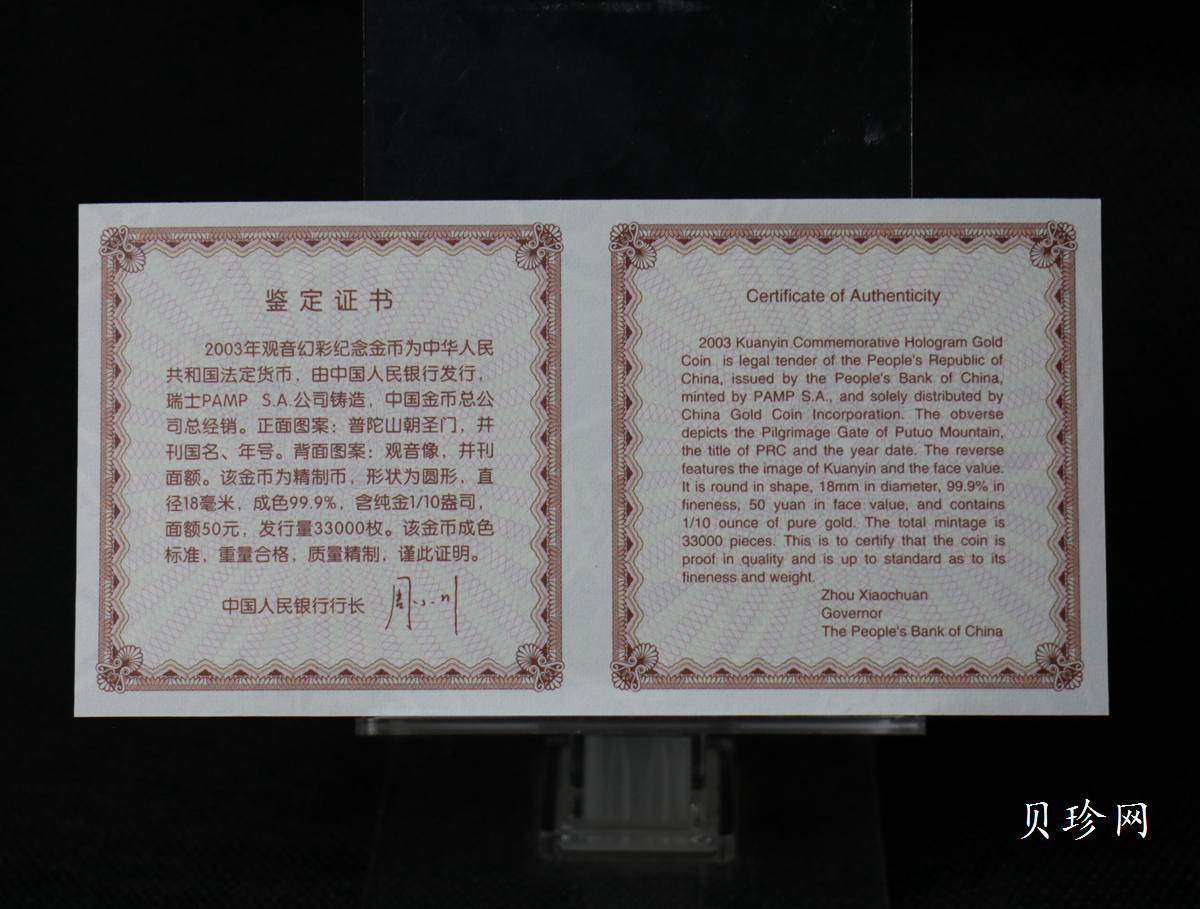 鉴定证书
2003年观音幻彩纪念金币为中华人民
共和国法定货币，由中国人民银行发行，
瑞士PAMP S.A.公司铸造，中国金币总公
司总经销。正面图案：普陀山朝圣门，并
刊国名、年号。背面图案：观音像，并刊
面额。该金币为精制币，形状为圆形，直
径18毫米，成色99.9%，含纯金1/10盎司，
面额50元，发行量33000枚。该金币成色
标准，重量合格，质量精制，谨此证明。
中国人民银行行长 周小川
Certificate of Authenticity
2003 Kuanyin Commemorative Hologram Gold
Coin is legal tender of the People's Republic of
China, issued by the People's Bank of China,
minted by PAMP S.A., and solely distributed by
China Gold Coin Incorporation. The obverse
depicts the Pilgrimage Gate of Putuo Mountain,
the title of PRC and the year date. The reverse
features the image of Kuanyin and the face value.
It is round in shape, 18mm in diameter, 99.9% in
fineness, 50 yuan in face value, and contains
1/10 ounce of pure gold. The total mintage is
33000 pieces. This is to certify that the coin is
proof in quality and is up to standard as to its
fineness and weight.
Zhou Xiaochuan
Governor
The People's Bank of China
贝珍网